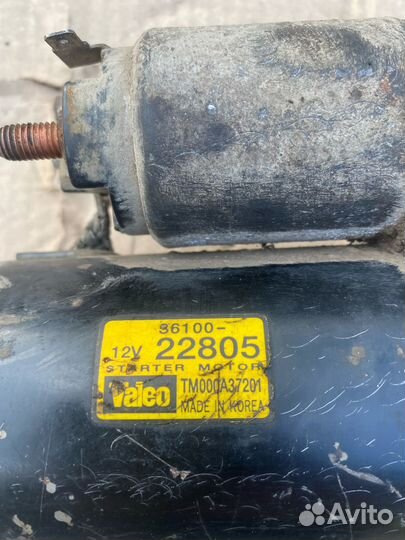 36100-
12V 22805
STARTER MOTOR
Valeo TM000A37201
MADE IN KOREA
Avito